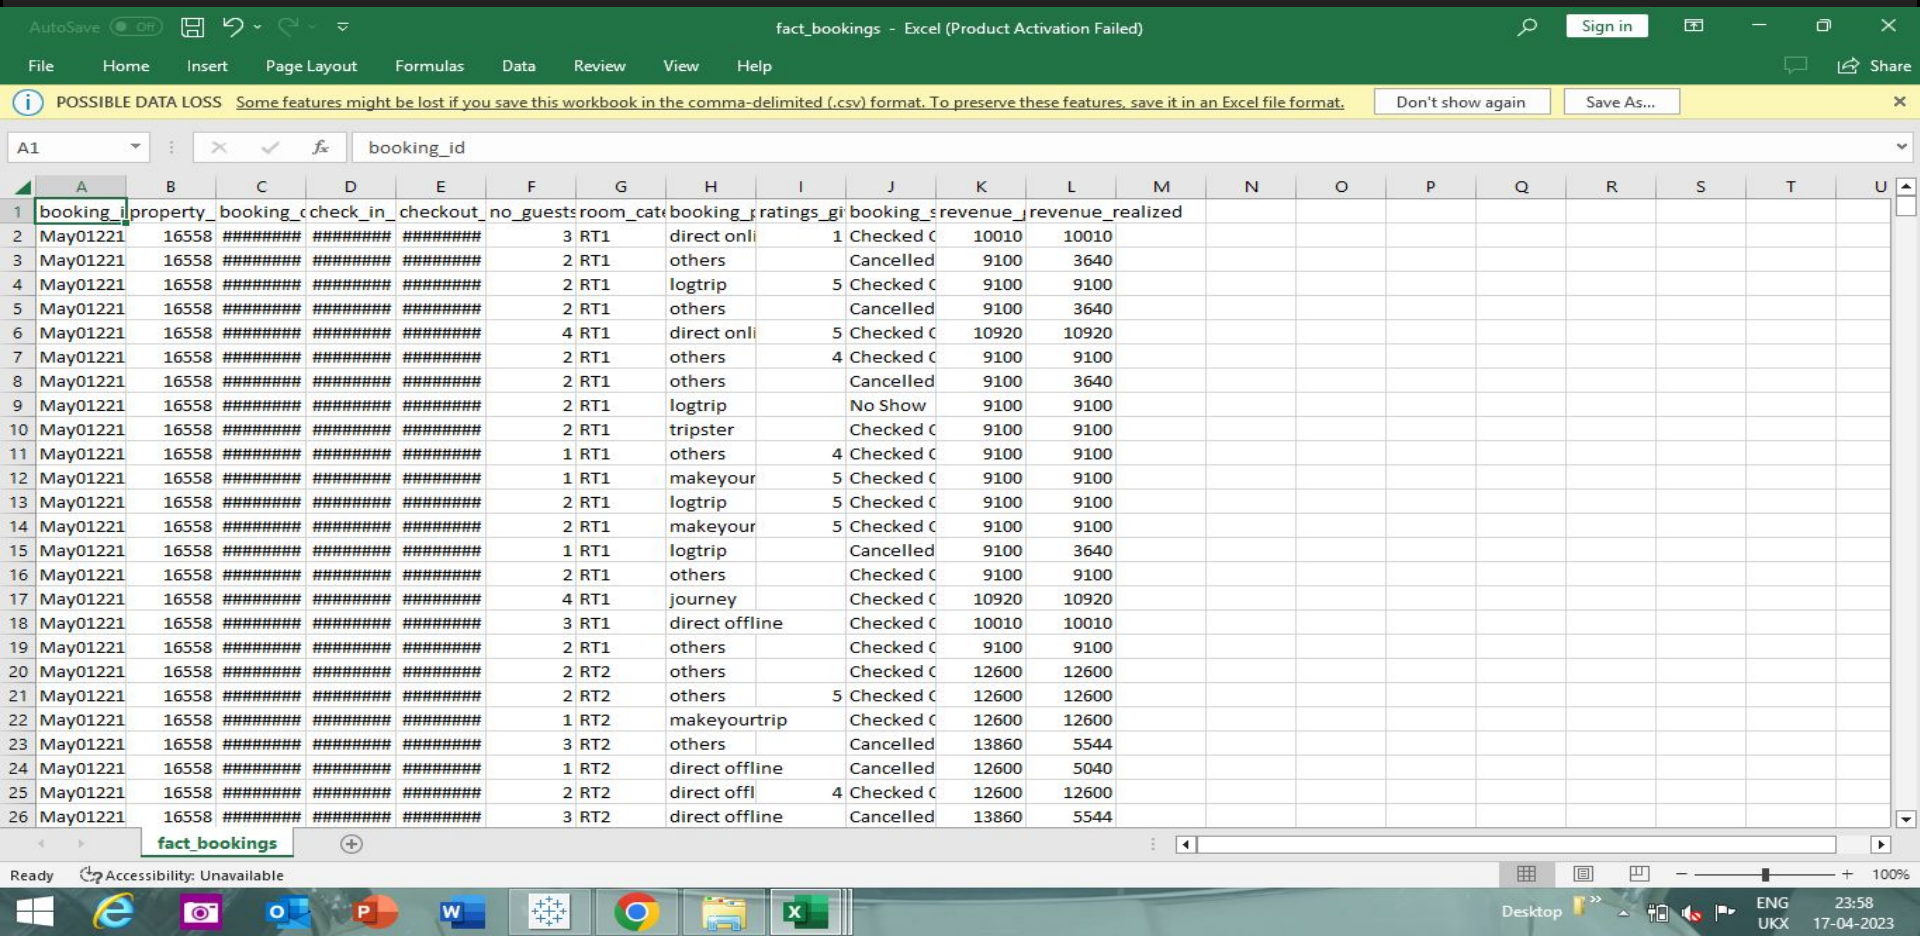 AutoSave Off fact_bookings - Excel (Product Activation Failed) Sign in
File Home Insert Page Layout Formulas Data Review View Help Share
POSSIBLE DATA LOSS Some features might be lost if you save this workbook in the comma-delimited (.csv) format. To preserve these features, save it in an Excel file format. Don't show again Save As...
A1 fx booking_id
A B C D E F G H I J K L M N O P Q R S T U
1 booking_i property_ booking_c check_in_ checkout_ no_guests room_cate booking_p ratings_gi booking_s revenue_g revenue_realized
2 May01221 16558 ######## ######## ######## 3 RT1 direct onli 1 Checked C 10010 10010
3 May01221 16558 ######## ######## ######## 2 RT1 others Cancelled 9100 3640
4 May01221 16558 ######## ######## ######## 2 RT1 logtrip 5 Checked C 9100 9100
5 May01221 16558 ######## ######## ######## 2 RT1 others Cancelled 9100 3640
6 May01221 16558 ######## ######## ######## 4 RT1 direct onli 5 Checked C 10920 10920
7 May01221 16558 ######## ######## ######## 2 RT1 others 4 Checked C 9100 9100
8 May01221 16558 ######## ######## ######## 2 RT1 others Cancelled 9100 3640
9 May01221 16558 ######## ######## ######## 2 RT1 logtrip No Show 9100 9100
10 May01221 16558 ######## ######## ######## 2 RT1 tripster Checked C 9100 9100
11 May01221 16558 ######## ######## ######## 1 RT1 others 4 Checked C 9100 9100
12 May01221 16558 ######## ######## ######## 1 RT1 makeyour 5 Checked C 9100 9100
13 May01221 16558 ######## ######## ######## 2 RT1 logtrip 5 Checked C 9100 9100
14 May01221 16558 ######## ######## ######## 2 RT1 makeyour 5 Checked C 9100 9100
15 May01221 16558 ######## ######## ######## 1 RT1 logtrip Cancelled 9100 3640
16 May01221 16558 ######## ######## ######## 2 RT1 others Checked C 9100 9100
17 May01221 16558 ######## ######## ######## 4 RT1 journey Checked C 10920 10920
18 May01221 16558 ######## ######## ######## 3 RT1 direct offline Checked C 10010 10010
19 May01221 16558 ######## ######## ######## 2 RT1 others Checked C 9100 9100
20 May01221 16558 ######## ######## ######## 2 RT2 others Checked C 12600 12600
21 May01221 16558 ######## ######## ######## 2 RT2 others 5 Checked C 12600 12600
22 May01221 16558 ######## ######## ######## 1 RT2 makeyourtrip Checked C 12600 12600
23 May01221 16558 ######## ######## ######## 3 RT2 others Cancelled 13860 5544
24 May01221 16558 ######## ######## ######## 1 RT2 direct offline Cancelled 12600 5040
25 May01221 16558 ######## ######## ######## 2 RT2 direct offl 4 Checked C 12600 12600
26 May01221 16558 ######## ######## ######## 3 RT2 direct offline Cancelled 13860 5544
fact_bookings
Ready Accessibility: Unavailable 100%
Desktop ENG 23:58
UKX 17-04-2023